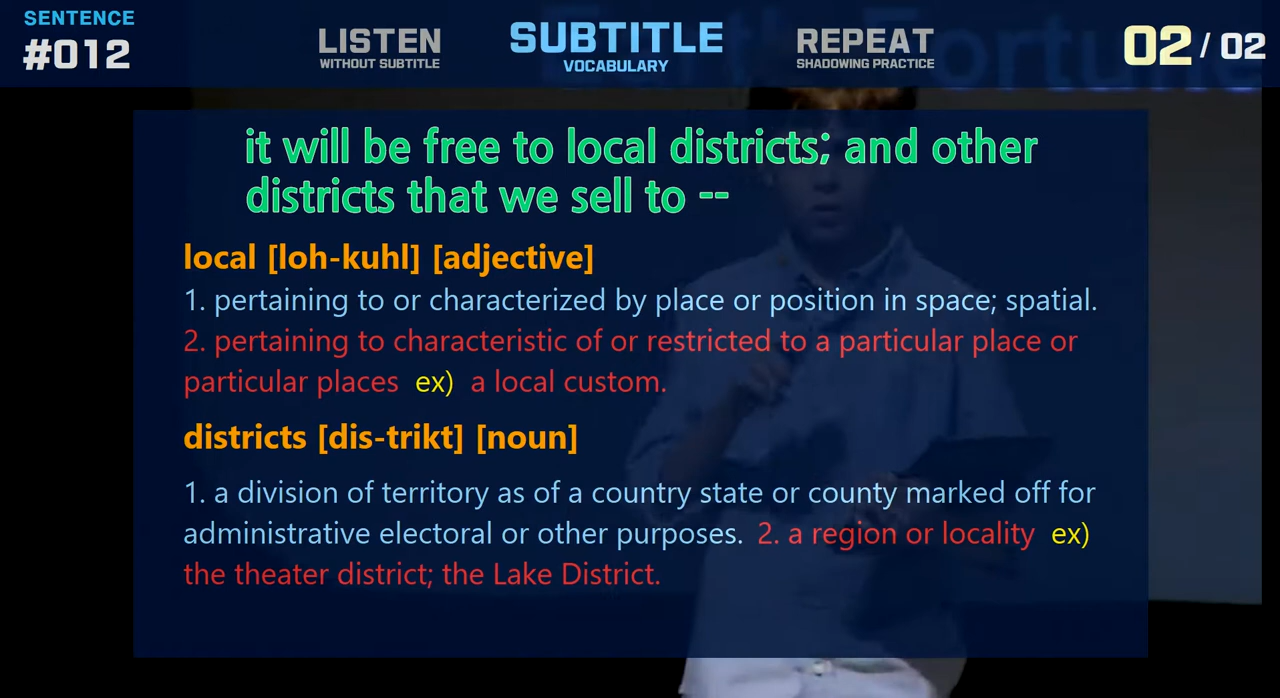 SENTENCE
#012
LISTEN
WITHOUT SUBTITLE
SUBTITLE
VOCABULARY
REPEAT
SHADOWING PRACTICE
02 / 02
it will be free to local districts; and other
districts that we sell to --
local [loh-kuhl] [adjective]
1. pertaining to or characterized by place or position in space; spatial.
2. pertaining to characteristic of or restricted to a particular place or
particular places ex) a local custom.
districts [dis-trikt] [noun]
1. a division of territory as of a country state or county marked off for
administrative electoral or other purposes. 2. a region or locality ex)
the theater district; the Lake District.